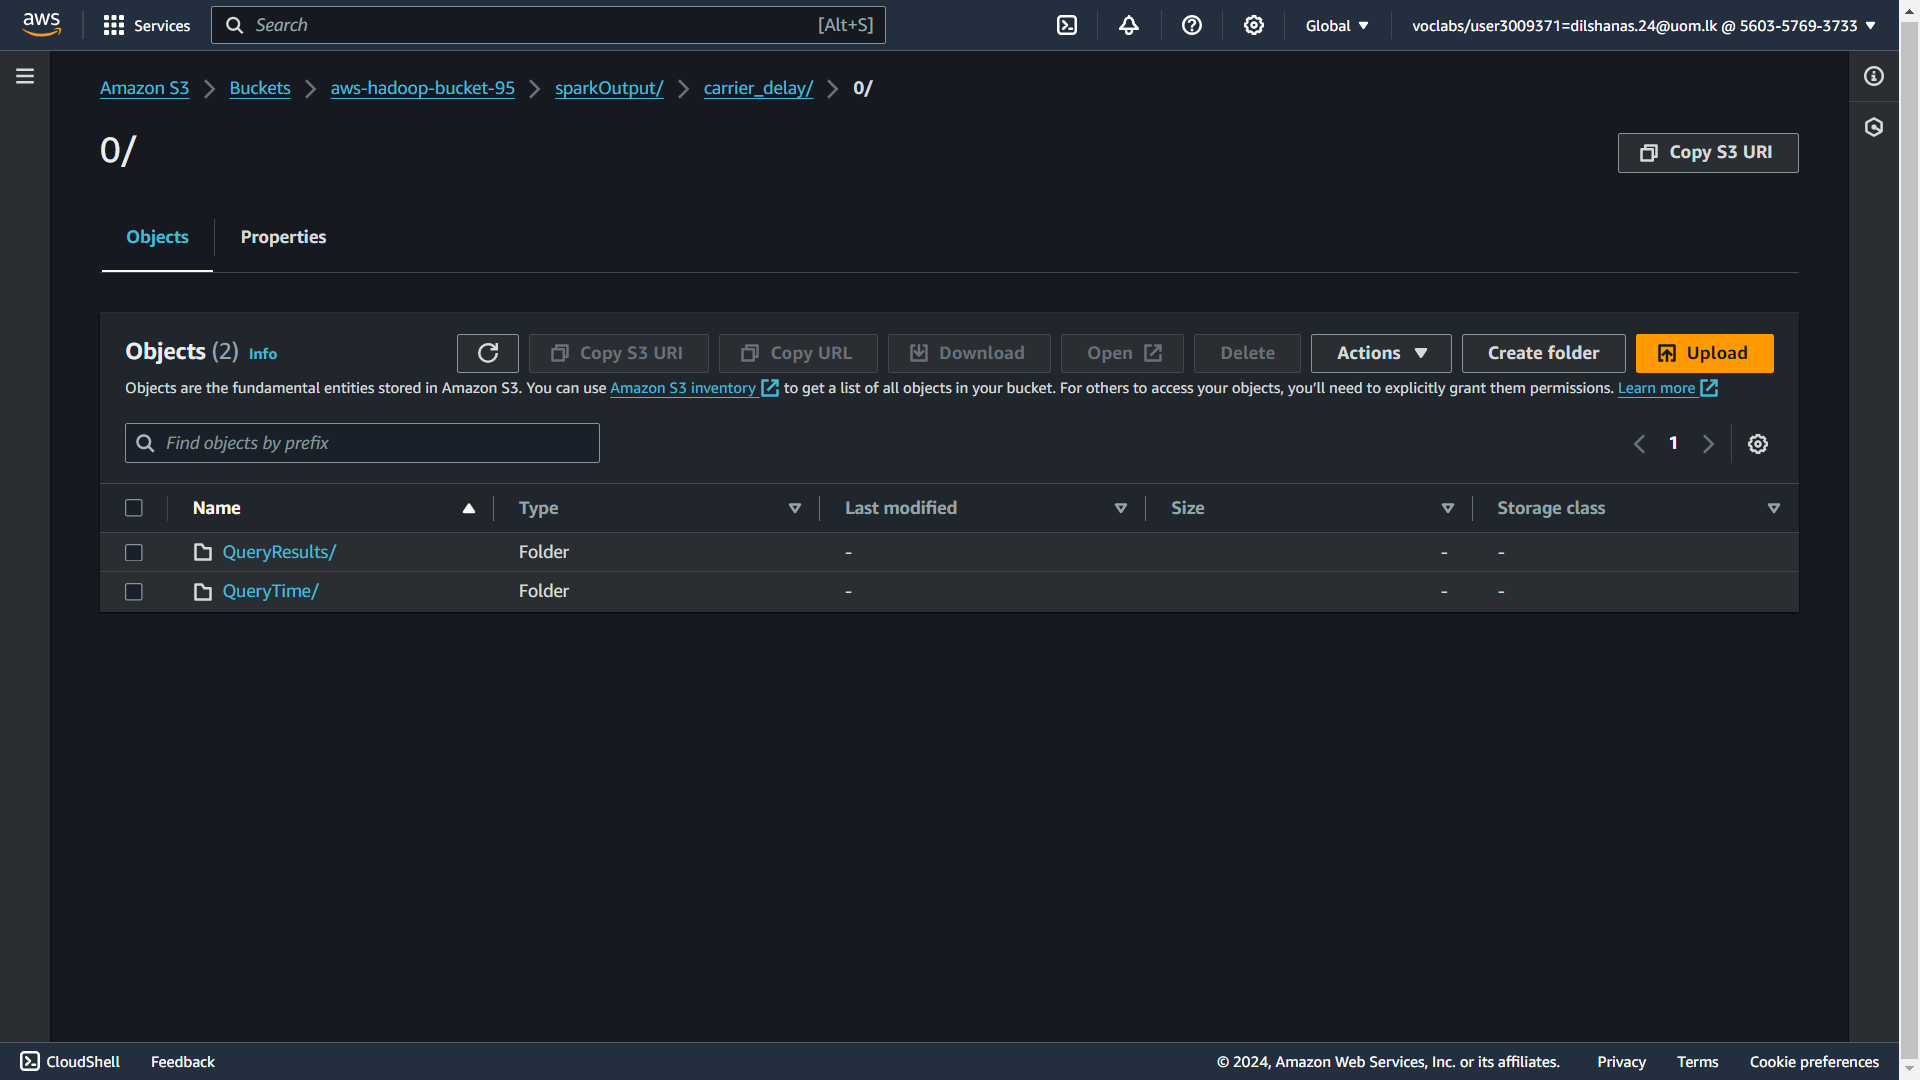 aws Services Search [Alt+S] Global voclabs/user3009371=dilshanas.24@uom.lk @ 5603-5769-3733
Amazon S3 Buckets aws-hadoop-bucket-95 sparkOutput/ carrier_delay/ 0/
0/ Copy S3 URI
Objects Properties
Objects (2) Info Copy S3 URI Copy URL Download Open Delete Actions Create folder Upload
Objects are the fundamental entities stored in Amazon S3. You can use Amazon S3 inventory to get a list of all objects in your bucket. For others to access your objects, you’ll need to explicitly grant them permissions. Learn more
Find objects by prefix 1
Name Type Last modified Size Storage class
QueryResults/ Folder - - -
QueryTime/ Folder - - -
CloudShell Feedback © 2024, Amazon Web Services, Inc. or its affiliates. Privacy Terms Cookie preferences